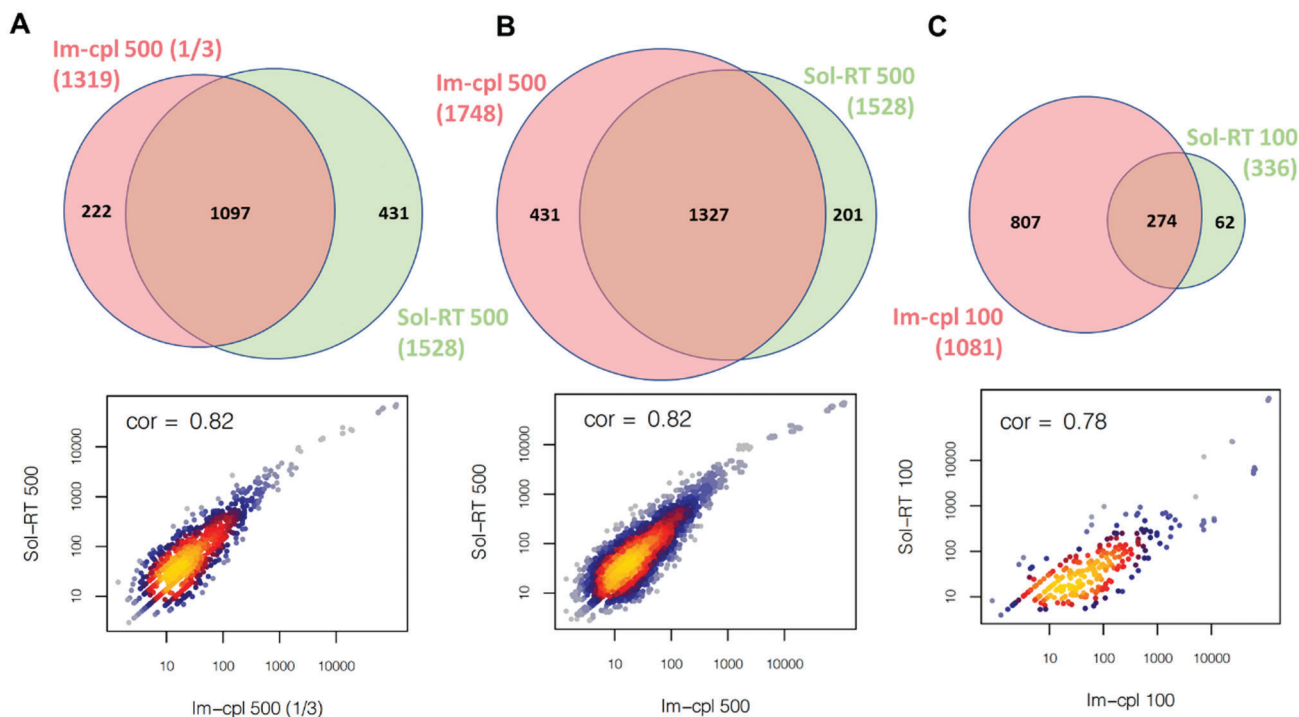 A
Im-cpl 500 (1/3)
(1319)
222
1097
431
Sol-RT 500
(1528)
cor = 0.82
Sol−RT 500
10
100
1000
10000
10
100
1000
10000
Im−cpl 500 (1/3)
B
Im-cpl 500
(1748)
Sol-RT 500
(1528)
431
1327
201
cor = 0.82
Sol−RT 500
10
100
1000
10000
10
100
1000
10000
Im−cpl 500
C
Sol-RT 100
(336)
807
274
62
Im-cpl 100
(1081)
cor = 0.78
Sol−RT 100
10
100
1000
10000
10
100
1000
10000
Im−cpl 100